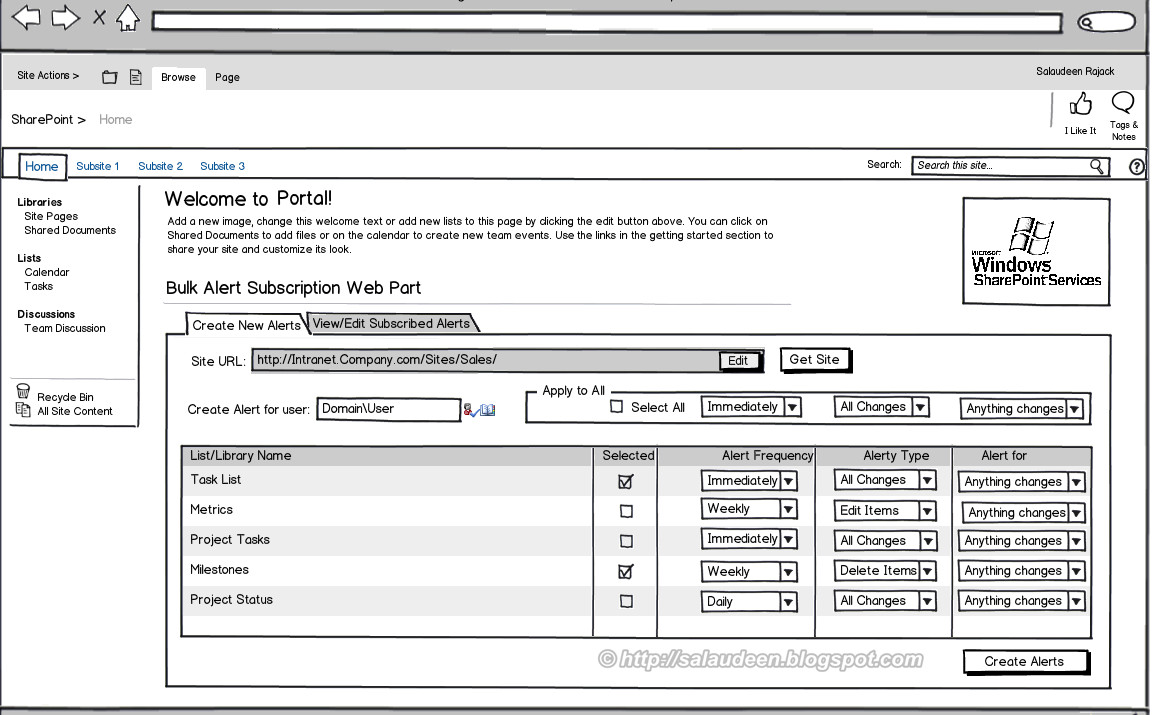 Site Actions >
Browse
Page
Salaudeen Rajack
SharePoint > Home
I Like It
Tags &
Notes
Home
Subsite 1
Subsite 2
Subsite 3
Search:
Search this site...
Libraries
Site Pages
Shared Documents
Lists
Calendar
Tasks
Discussions
Team Discussion
Recycle Bin
All Site Content
Welcome to Portal!
Add a new image, change this welcome text or add new lists to this page by clicking the edit button above. You can click on
Shared Documents to add files or on the calendar to create new team events. Use the links in the getting started section to
share your site and customize its look.
Microsoft
Windows
SharePoint Services
Bulk Alert Subscription Web Part
Create New Alerts
View/Edit Subscribed Alerts
Site URL: http://Intranet.Company.com/Sites/Sales/ Edit Get Site
Create Alert for user: Domain\User
Apply to All
Select All Immediately All Changes Anything changes
List/Library Name Selected Alert Frequency Alerty Type Alert for
Task List Immediately All Changes Anything changes
Metrics Weekly Edit Items Anything changes
Project Tasks Immediately All Changes Anything changes
Milestones Weekly Delete Items Anything changes
Project Status Daily All Changes Anything changes
© http://salaudeen.blogspot.com
Create Alerts